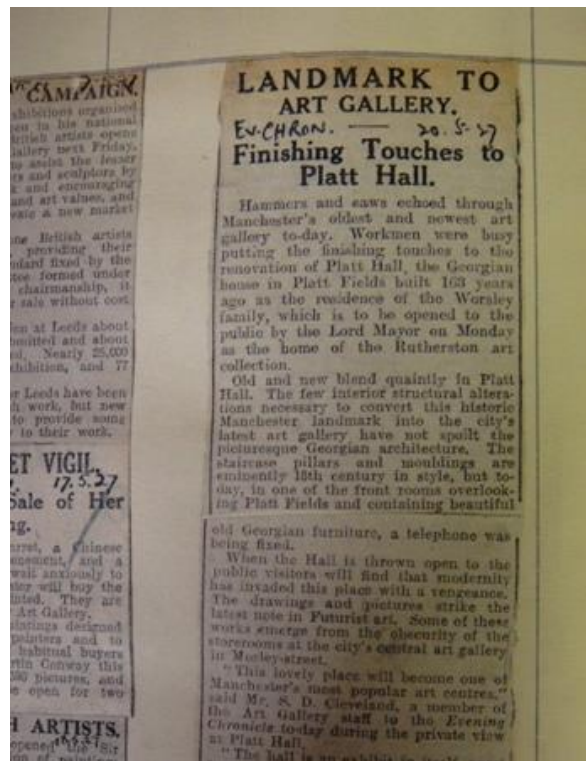 CAMPAIGN.
exhibitions organised
in his national
British artists opens
Gallery next Friday.
to assist the lesser
and sculptors by
and encouraging
and art values, and
a new market
British artists
providing their
fixed by the
formed under
chairmanship, it
sale without cost
at Leeds about
and about
Nearly 25,000
and 77
Leeds have been
work, but new
to provide some
to their work.
VIGIL.
17.5.27
Sale of Her
a Chinese
and a
wait anxiously to
will buy the
They are
Art Gallery.
designed
painters and to
habitual buyers
Martin Conway this
pictures, and
open for two
ARTISTS.
opened the Sir
LANDMARK TO
ART GALLERY.
Ev. CHRON. 20.5.27
Finishing Touches to
Platt Hall.
Hammers and saws echoed through
Manchester's oldest and newest art
gallery to-day. Workmen were busy
putting the finishing touches to the
renovation of Platt Hall, the Georgian
house in Platt Fields built 163 years
ago as the residence of the Worsley
family, which is to be opened to the
public by the Lord Mayor on Monday
as the home of the Rutherston art
collection.
Old and new blend quaintly in Platt
Hall. The few interior structural altera-
tions necessary to convert this historic
Manchester landmark into the city's
latest art gallery have not spoilt the
picturesque Georgian architecture. The
staircase pillars and mouldings are
eminently 18th century in style, but to-
day, in one of the front rooms overlook-
ing Platt Fields and containing beautiful
old Georgian furniture, a telephone was
being fixed.
When the Hall is thrown open to the
public visitors will find that modernity
has invaded this place with a vengeance.
The drawings and pictures strike the
latest note in Futurist art. Some of these
works emerge from the obscurity of the
storerooms at the city's central art gallery
in Mosley-street.
"This lovely place will become one of
Manchester's most popular art centres,"
said Mr. S. D. Cleveland, a member of
the Art Gallery staff to the Evening
Chronicle to-day during the private view
at Platt Hall.
"The hall is an exhibit in itself